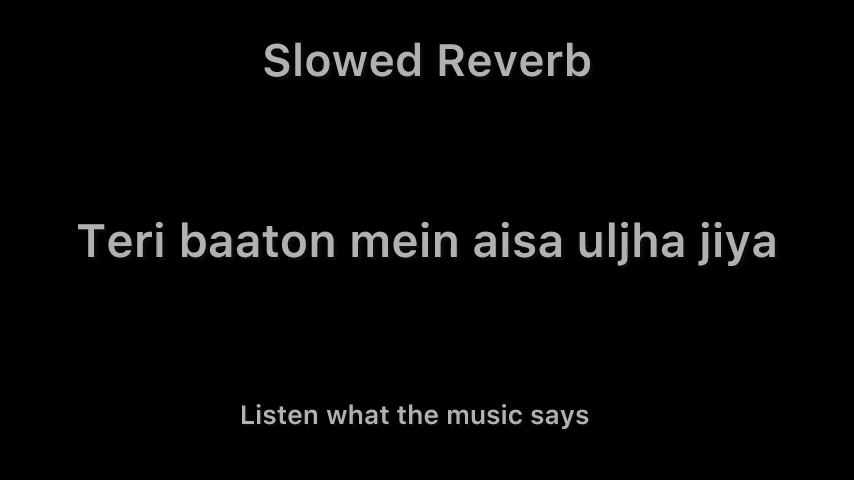 Slowed Reverb
Teri baaton mein aisa uljha jiya
Listen what the music says